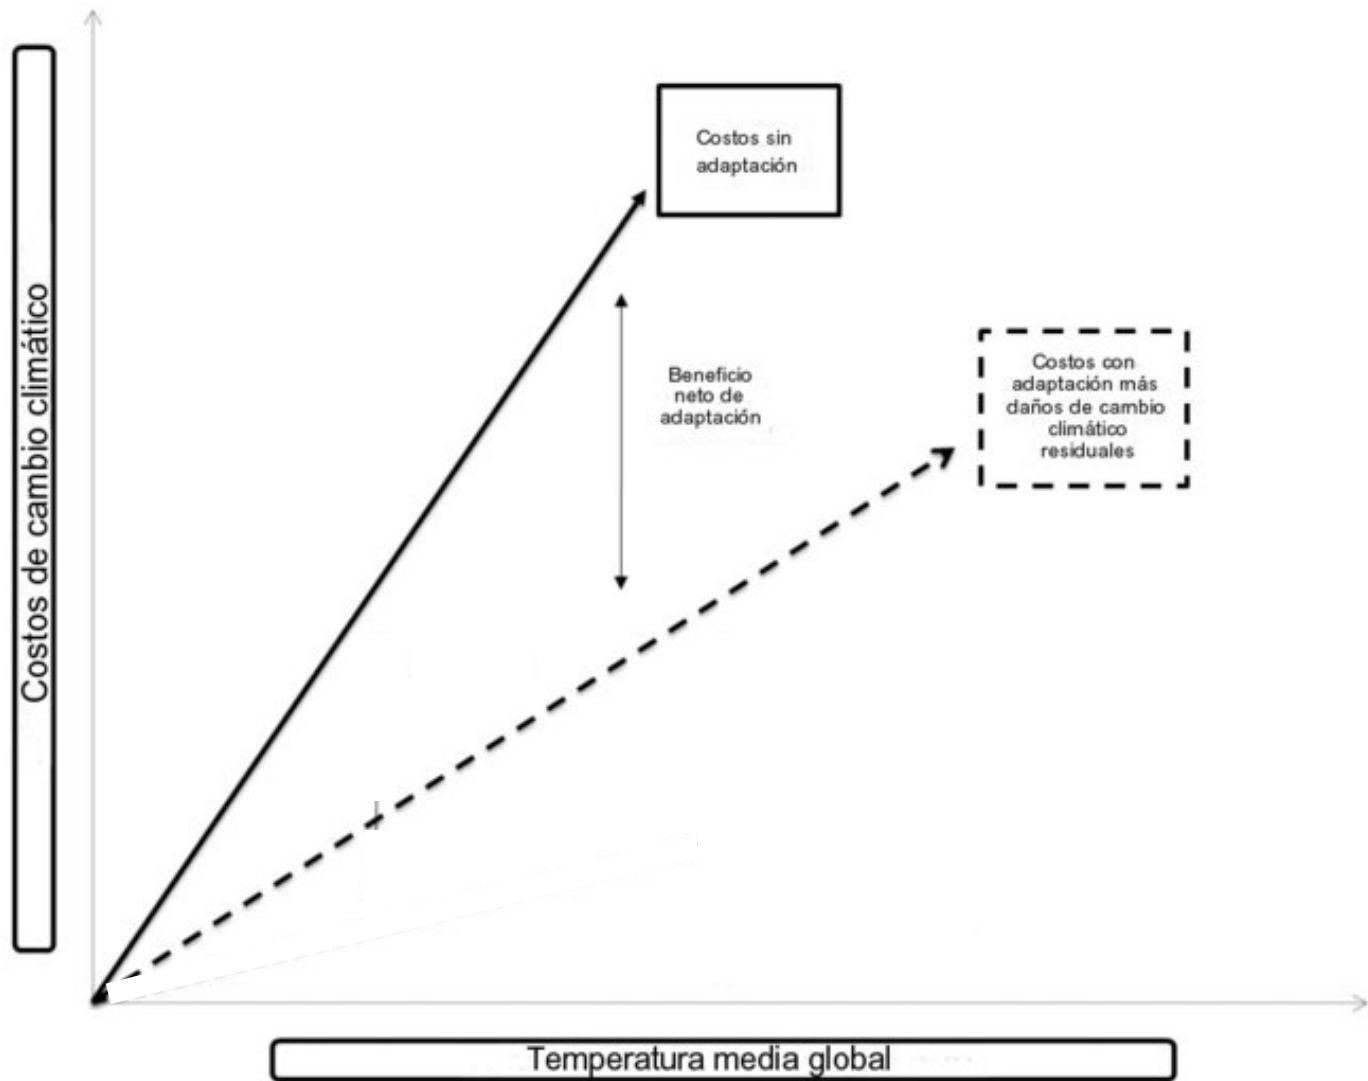 Costos de cambio climático
Costos sin
adaptación
Beneficio
neto de
adaptación
Costos con
adaptación más
daños de cambio
climático
residuales
Temperatura media global